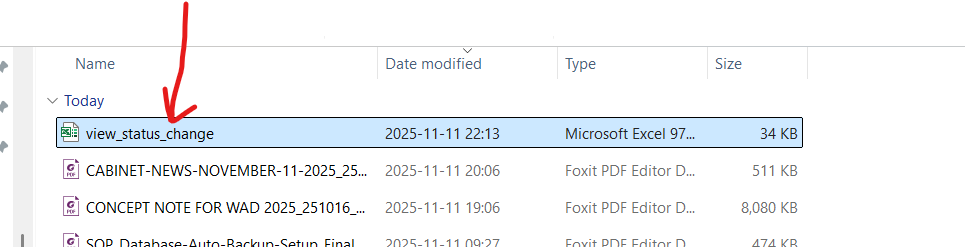 Name Date modified Type Size
Today
view_status_change 2025-11-11 22:13 Microsoft Excel 97... 34 KB
CABINET-NEWS-NOVEMBER-11-2025_25... 2025-11-11 20:06 Foxit PDF Editor D... 511 KB
CONCEPT NOTE FOR WAD 2025_251016_... 2025-11-11 19:06 Foxit PDF Editor D... 8,080 KB
SOP_Database-Auto-Backup-Setup_Final 2025-11-11 09:27 Foxit PDF Editor D... 474 KB